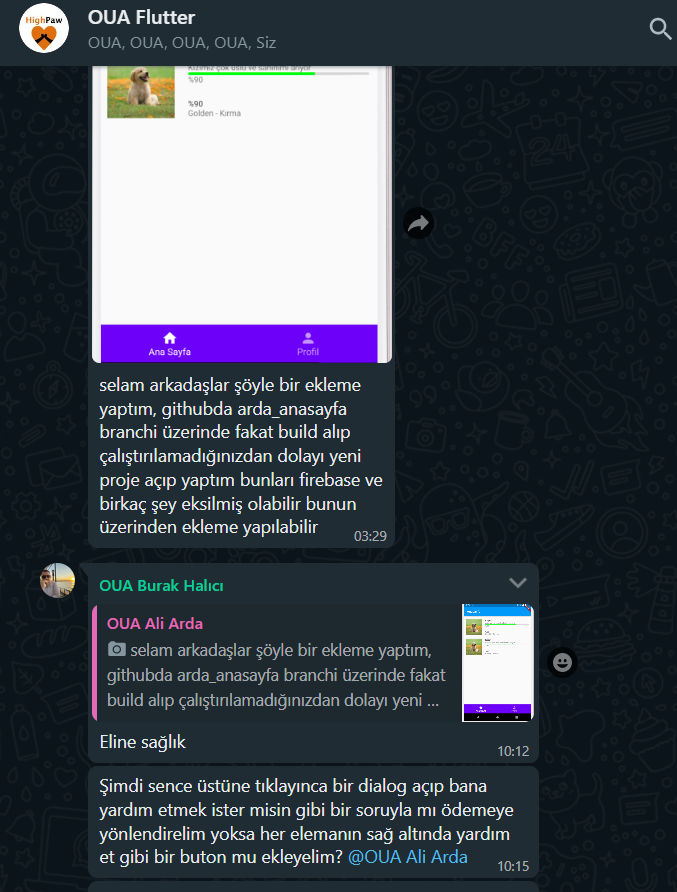 HighPaw
OUA Flutter
OUA, OUA, OUA, OUA, Siz
Kızımız çok uslu ve sahibini arıyor
%90
%90
Golden - Kırma
Ana Sayfa
Profil
selam arkadaşlar şöyle bir ekleme
yaptım, githubda arda_anasayfa
branchi üzerinde fakat build alıp
çalıştırılamadığınızdan dolayı yeni
proje açıp yaptım bunları firebase ve
birkaç şey eksilmiş olabilir bunun
üzerinden ekleme yapılabilir
03:29
OUA Burak Halıcı
OUA Ali Arda
selam arkadaşlar şöyle bir ekleme yaptım,
githubda arda_anasayfa branchi üzerinde fakat
build alıp çalıştırılamadığınızdan dolayı yeni ...
Eline sağlık
10:12
Şimdi sence üstüne tıklayınca bir dialog açıp bana
yardım etmek ister misin gibi bir soruyla mı ödemeye
yönlendirelim yoksa her elemanın sağ altında yardım
et gibi bir buton mu ekleyelim? @OUA Ali Arda
10:15